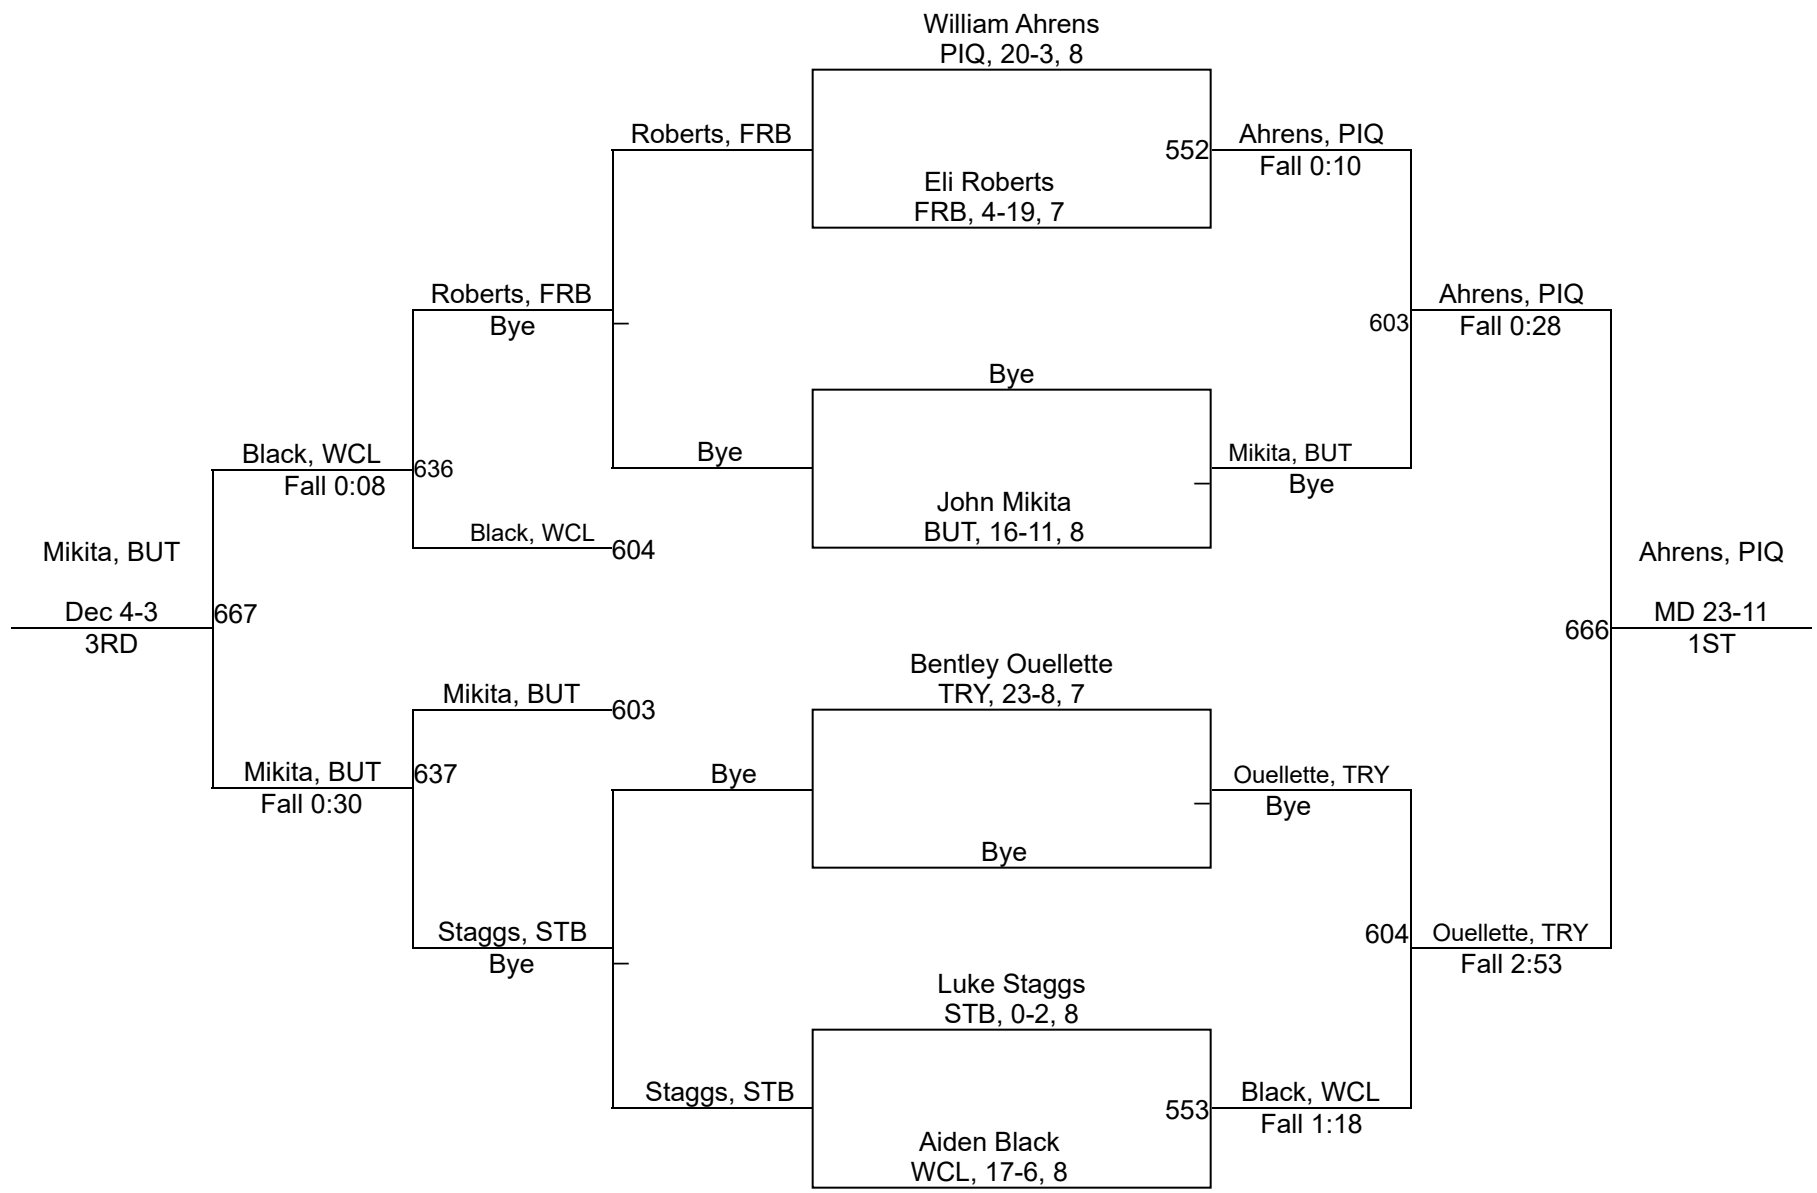 William Ahrens
PIQ, 20-3, 8
Roberts, FRB
552
Ahrens, PIQ
Fall 0:10
Eli Roberts
FRB, 4-19, 7
Roberts, FRB
Bye
603
Ahrens, PIQ
Fall 0:28
Bye
Bye
Mikita, BUT
Bye
John Mikita
BUT, 16-11, 8
Black, WCL
Fall 0:08
636
Black, WCL
604
Mikita, BUT
Dec 4-3
3RD
667
Ahrens, PIQ
MD 23-11
1ST
666
Mikita, BUT
603
Bentley Ouellette
TRY, 23-8, 7
Mikita, BUT
Fall 0:30
637
Bye
Ouellette, TRY
Bye
Bye
Staggs, STB
Bye
604
Ouellette, TRY
Fall 2:53
Luke Staggs
STB, 0-2, 8
Staggs, STB
553
Black, WCL
Fall 1:18
Aiden Black
WCL, 17-6, 8